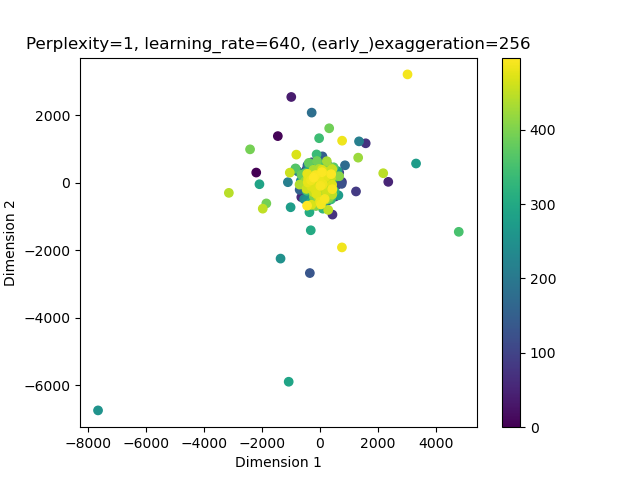 Perplexity=1, learning_rate=640, (early_)exaggeration=256
Dimension 2
2000
0
−2000
−4000
−6000
−8000 −6000 −4000 −2000 0 2000 4000
Dimension 1
400
300
200
100
0